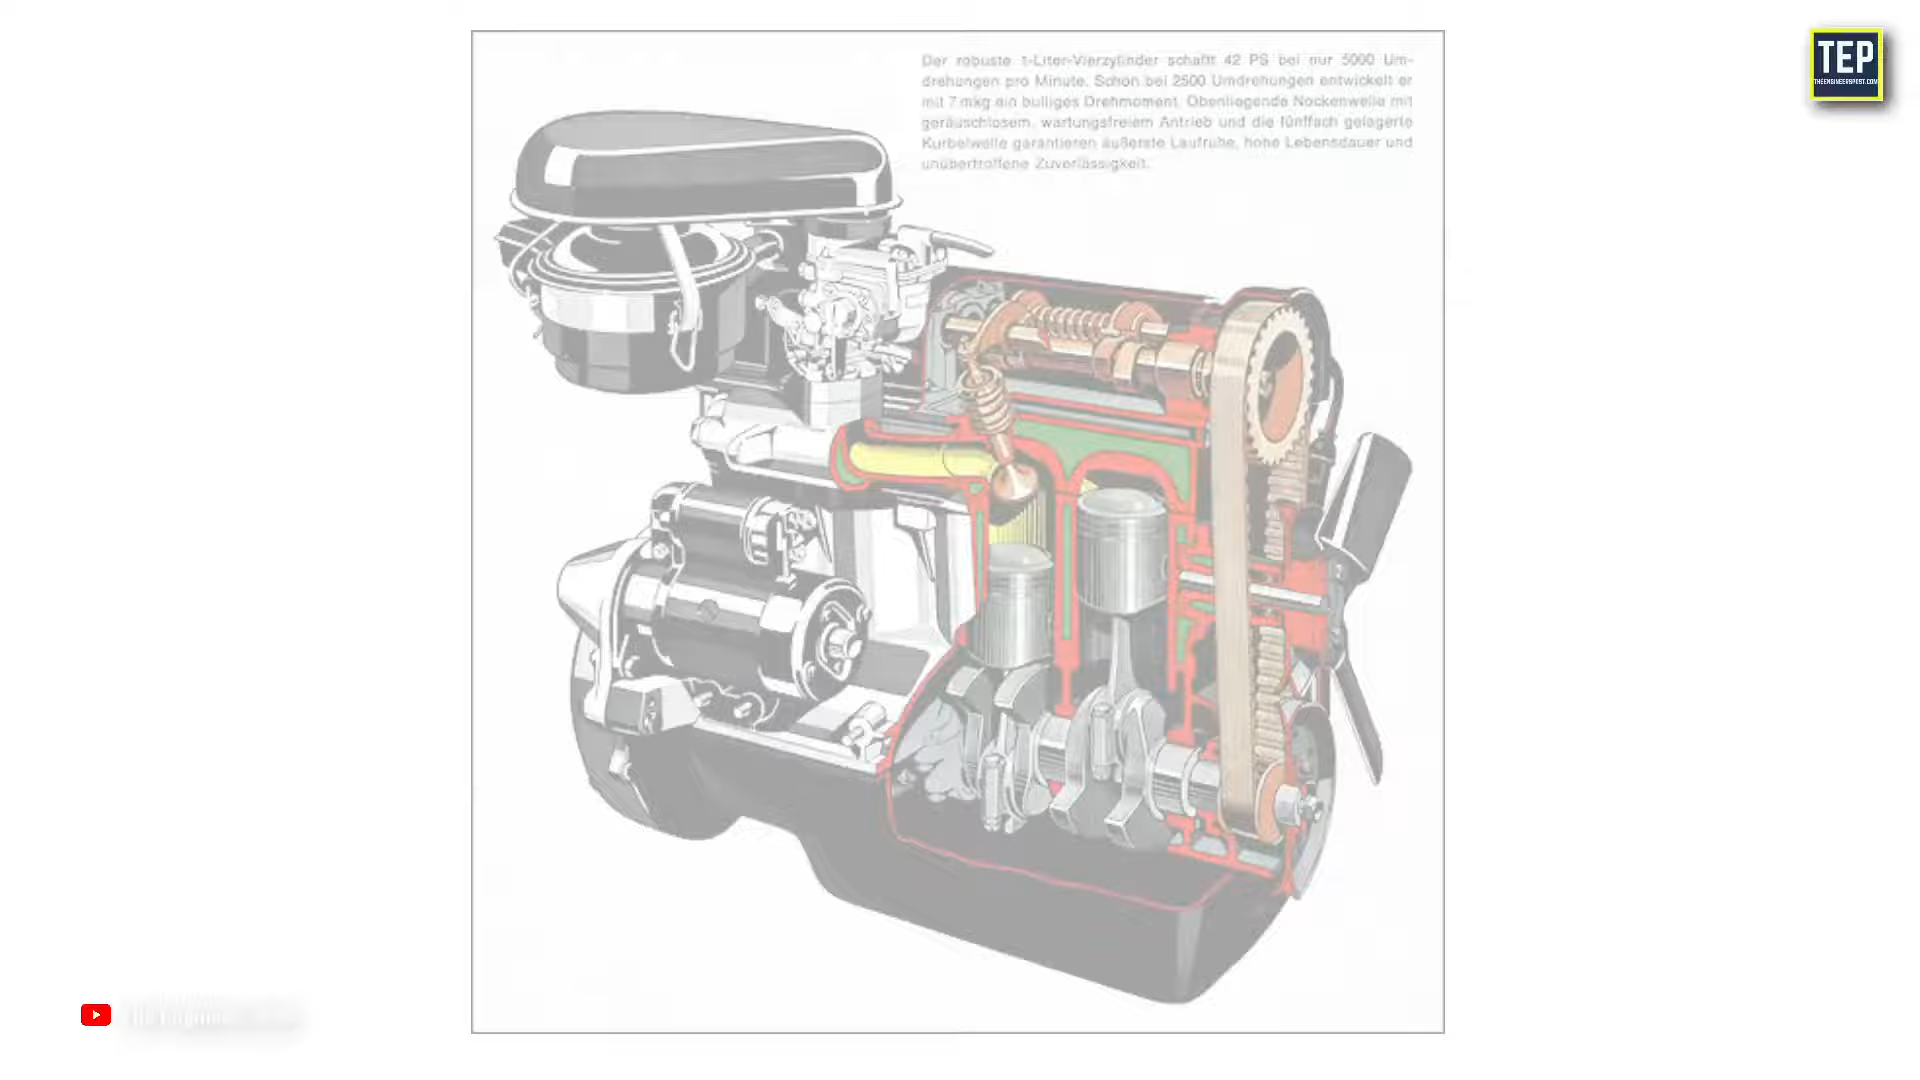 Der robuste 1-Liter-Vierzylinder schafft 42 PS bei nur 5000 Um-
drehungen pro Minute. Schon bei 2500 Umdrehungen entwickelt er
mit 7 mkg ein bulliges Drehmoment. Obenliegende Nockenwelle mit
geräuschlosem, wartungsfreiem Antrieb und die fünffach gelagerte
Kurbelwelle garantieren äußerste Laufruhe, hohe Lebensdauer und
unübertroffene Zuverlässigkeit.
TEP
THEENGINEERSPOST.COM